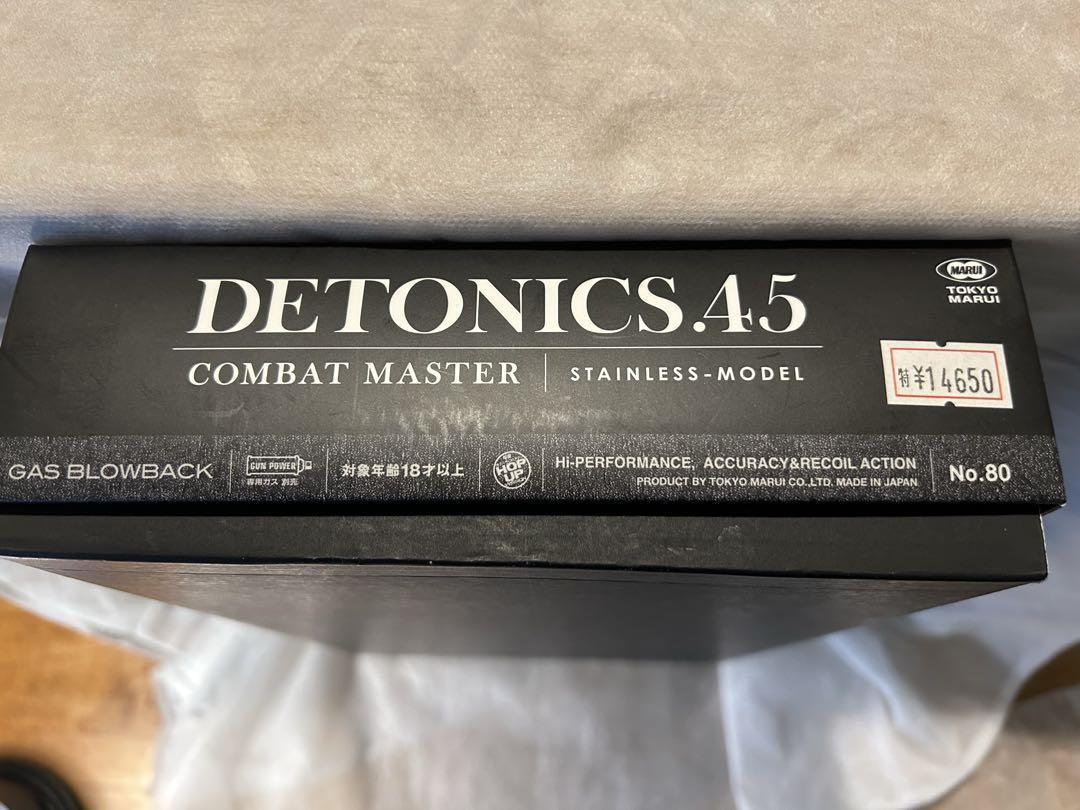 DETONICS.45
COMBAT MASTER
STAINLESS-MODEL
MARUI
TOKYO
MARUI
特 ¥14650
GAS BLOWBACK
GUN POWER
専用ガス 別売
対象年齢18才以上
HOP
UP
Hi-PERFORMANCE, ACCURACY&RECOIL ACTION
PRODUCT BY TOKYO MARUI CO.,LTD. MADE IN JAPAN
No.80